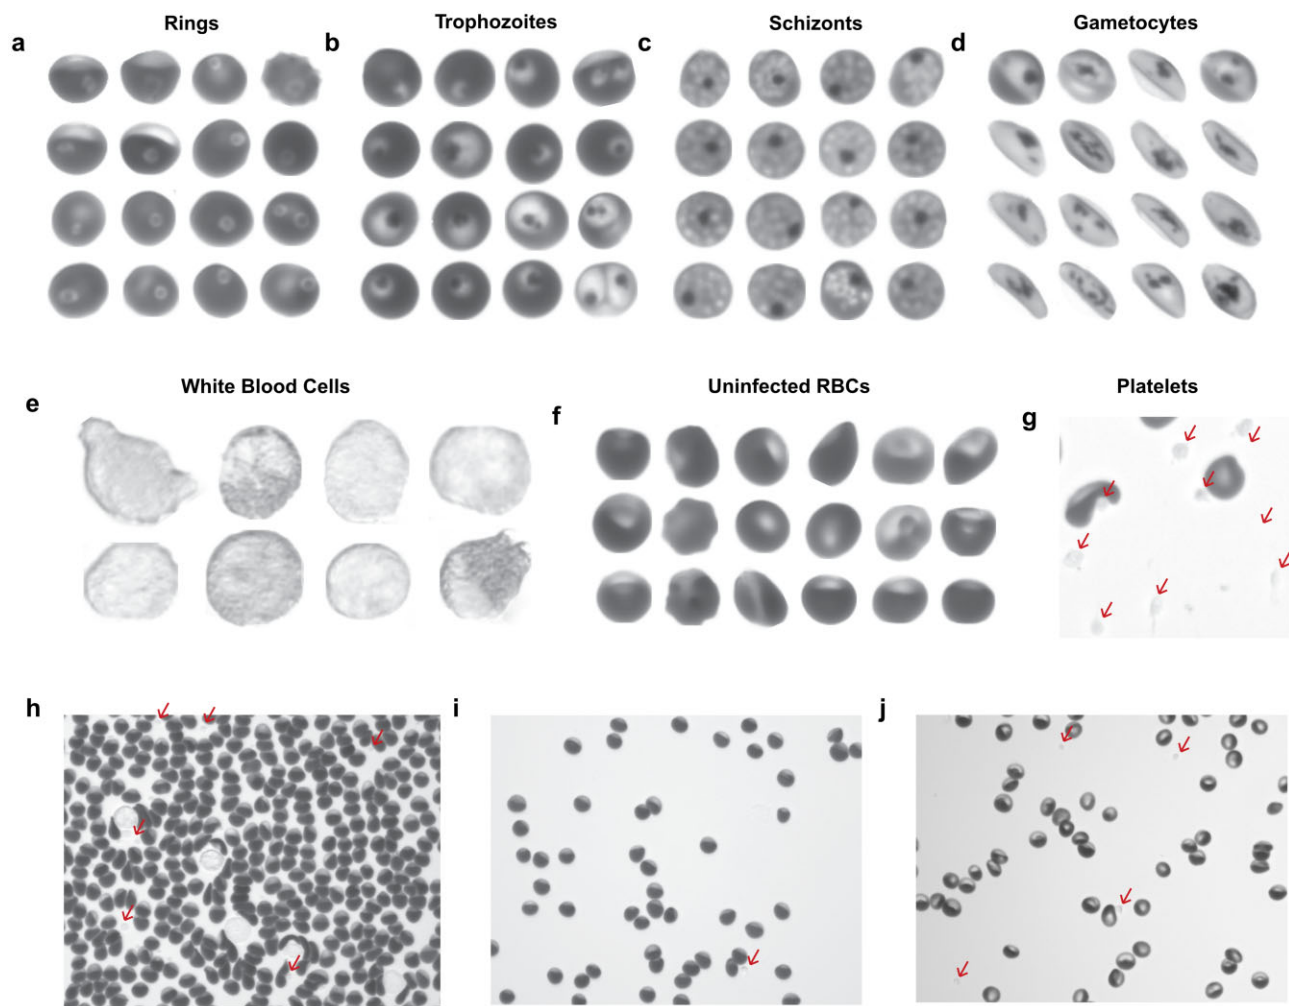 Rings
Trophozoites
Schizonts
Gametocytes
a
b
c
d
White Blood Cells
Uninfected RBCs
Platelets
e
f
g
h
i
j